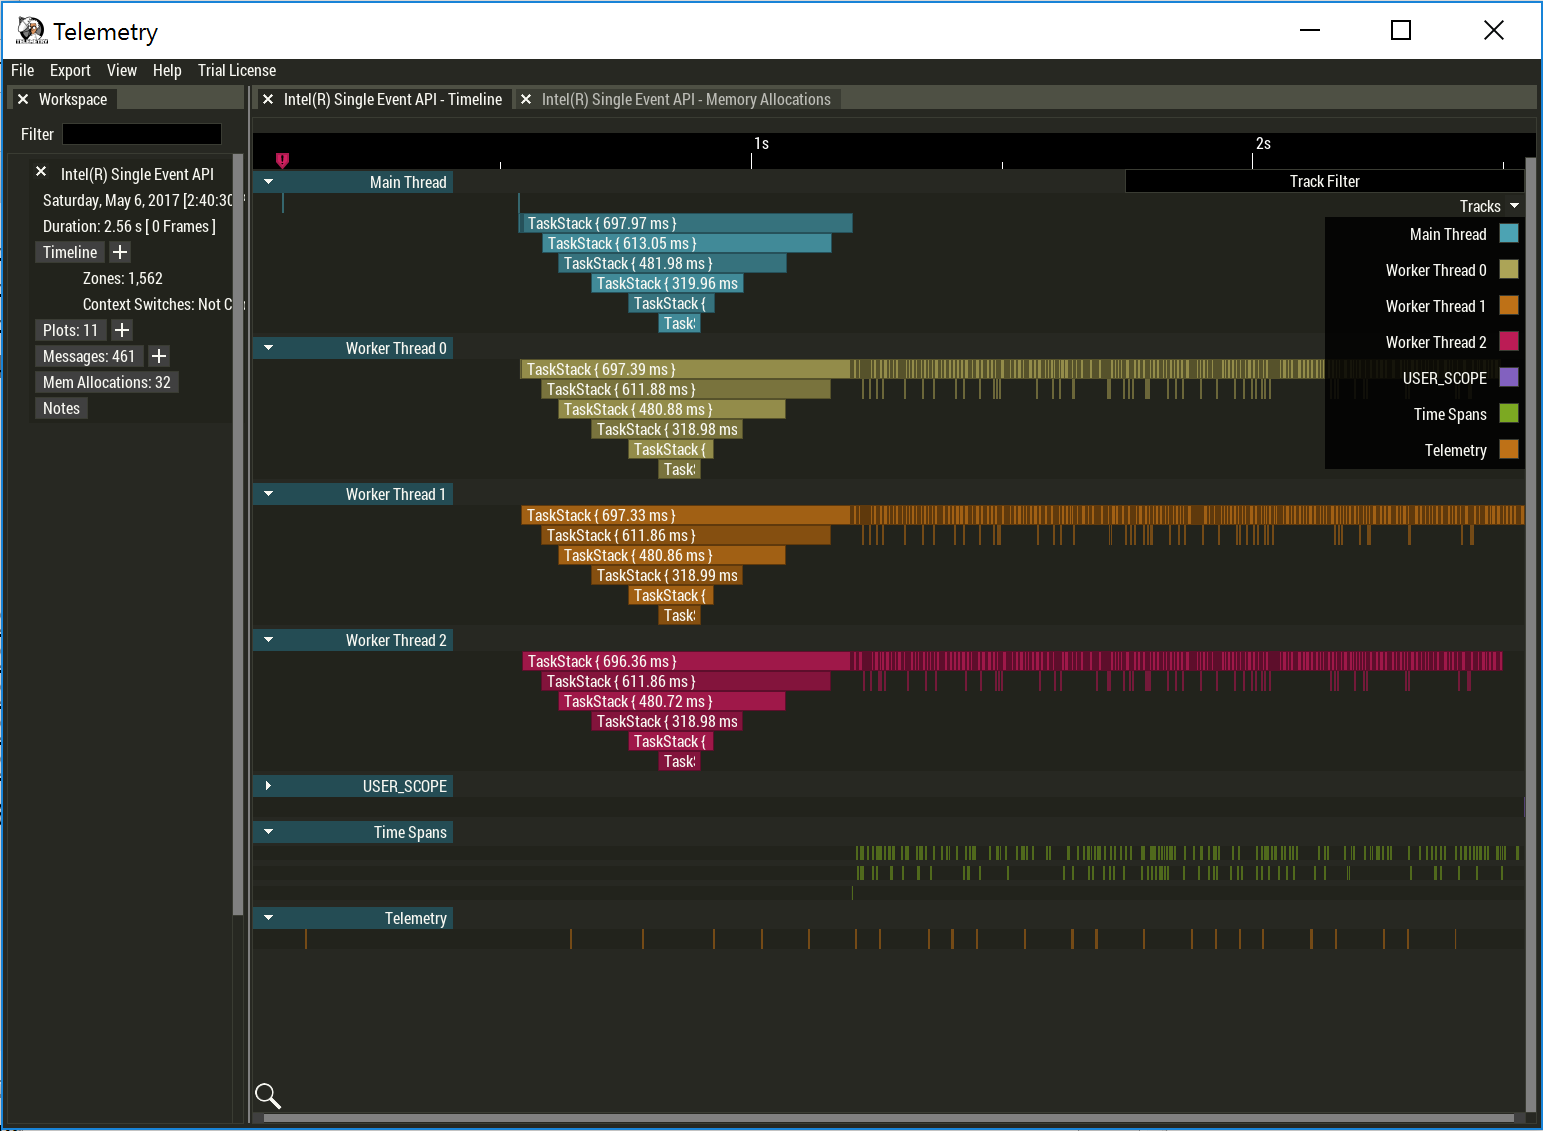 Telemetry
File Export View Help Trial License
Workspace
Intel(R) Single Event API - Timeline
Intel(R) Single Event API - Memory Allocations
Filter
Intel(R) Single Event API
Saturday, May 6, 2017 [2:40:30
Duration: 2.56 s [ 0 Frames ]
Timeline +
Zones: 1,562
Context Switches: Not C
Plots: 11 +
Messages: 461 +
Mem Allocations: 32
Notes
1s
2s
Track Filter
Tracks
Main Thread
Worker Thread 0
Worker Thread 1
Worker Thread 2
USER_SCOPE
Time Spans
Telemetry
Main Thread
TaskStack { 697.97 ms }
TaskStack { 613.05 ms }
TaskStack { 481.98 ms }
TaskStack { 319.96 ms
TaskStack {
Task
Worker Thread 0
TaskStack { 697.39 ms }
TaskStack { 611.88 ms }
TaskStack { 480.88 ms }
TaskStack { 318.98 ms
TaskStack {
Task
Worker Thread 1
TaskStack { 697.33 ms }
TaskStack { 611.86 ms }
TaskStack { 480.86 ms }
TaskStack { 318.99 ms
TaskStack {
Task
Worker Thread 2
TaskStack { 696.36 ms }
TaskStack { 611.86 ms }
TaskStack { 480.72 ms }
TaskStack { 318.98 ms
TaskStack {
Task
USER_SCOPE
Time Spans
Telemetry